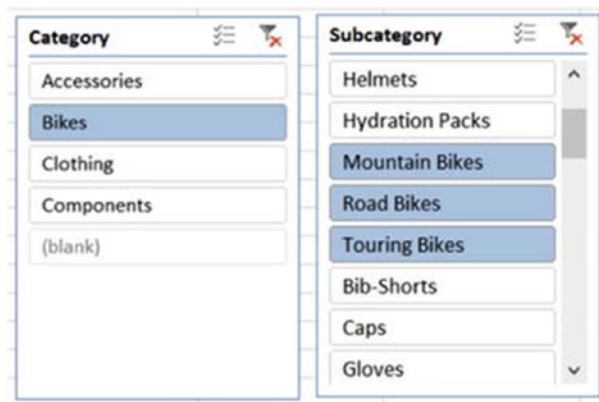 Category
Accessories
Bikes
Clothing
Components
(blank)
Subcategory
Helmets
Hydration Packs
Mountain Bikes
Road Bikes
Touring Bikes
Bib-Shorts
Caps
Gloves